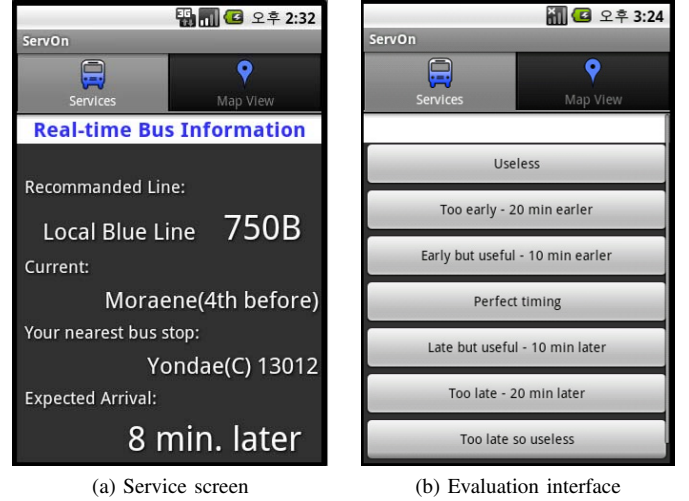 3G 오후 2:32
ServOn
Services Map View
Real-time Bus Information
Recommanded Line:
Local Blue Line 750B
Current:
Moraene(4th before)
Your nearest bus stop:
Yondae(C) 13012
Expected Arrival:
8 min. later
(a) Service screen
오후 3:24
ServOn
Services Map View
Useless
Too early - 20 min earler
Early but useful - 10 min earler
Perfect timing
Late but useful - 10 min later
Too late - 20 min later
Too late so useless
(b) Evaluation interface